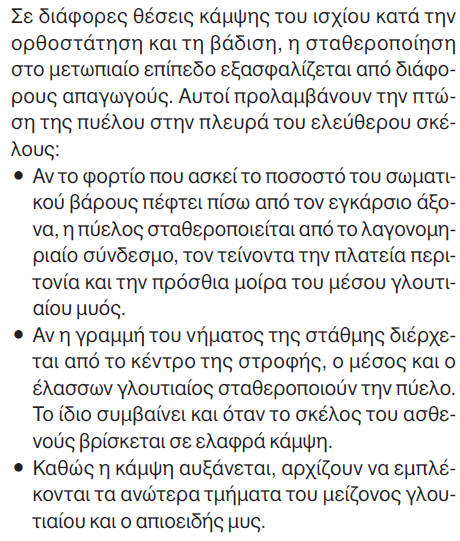 Σε διάφορες θέσεις κάμψης του ισχίου κατά την
ορθοστάτηση και τη βάδιση, η σταθεροποίηση
στο μετωπιαίο επίπεδο εξασφαλίζεται από διάφο-
ρους απαγωγούς. Αυτοί προλαμβάνουν την πτώ-
ση της πυέλου στην πλευρά του ελεύθερου σκέ-
λους:
• Αν το φορτίο που ασκεί το ποσοστό του σωματι-
κού βάρους πέφτει πίσω από τον εγκάρσιο άξο-
να, η πύελος σταθεροποιείται από το λαγονομη-
ριαίο σύνδεσμο, τον τείνοντα την πλατεία περι-
τονία και την πρόσθια μοίρα του μέσου γλουτι-
αίου μυός.
• Αν η γραμμή του νήματος της στάθμης διέρχε-
ται από το κέντρο της στροφής, ο μέσος και ο
έλασσων γλουτιαίος σταθεροποιούν την πύελο.
Το ίδιο συμβαίνει και όταν το σκέλος του ασθε-
νούς βρίσκεται σε ελαφρά κάμψη.
• Καθώς η κάμψη αυξάνεται, αρχίζουν να εμπλέ-
κονται τα ανώτερα τμήματα του μείζονος γλου-
τιαίου και ο απιοειδής μυς.